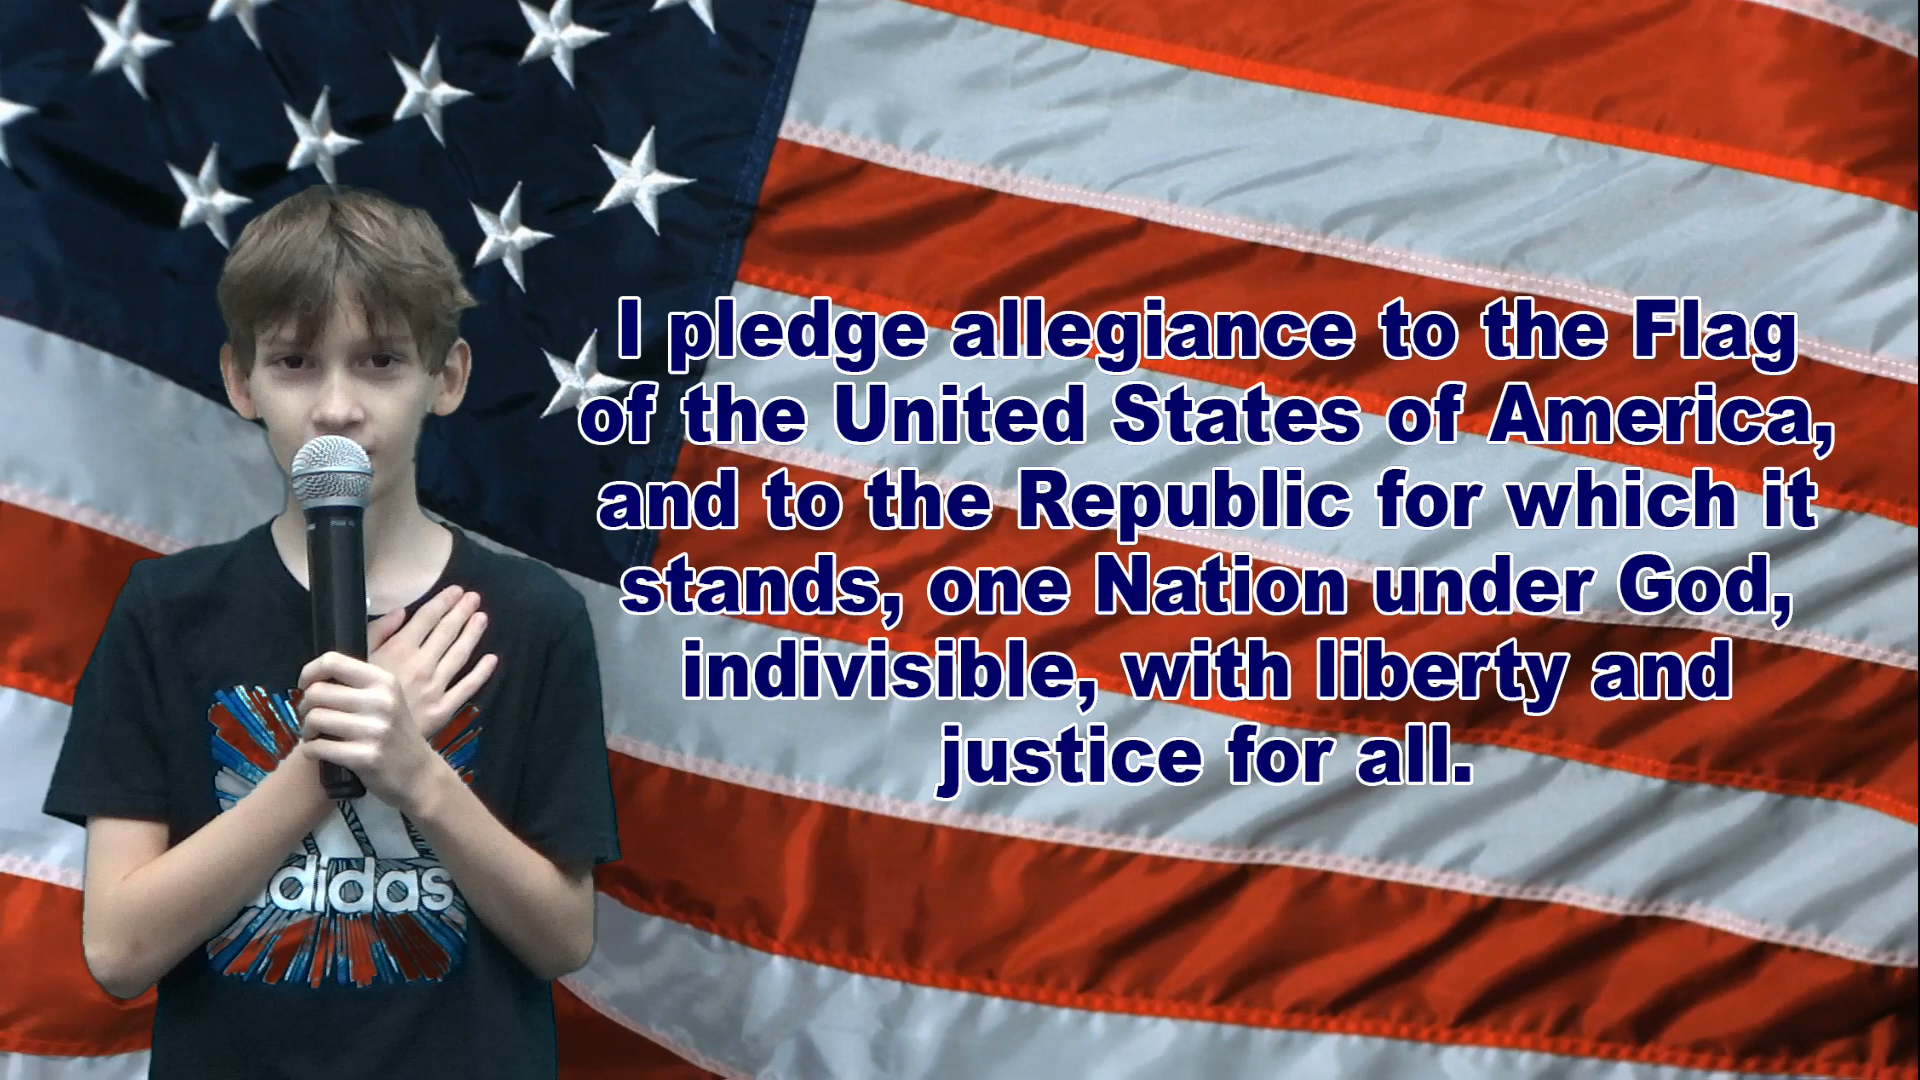 I pledge allegiance to the Flag
of the United States of America,
and to the Republic for which it
stands, one Nation under God,
indivisible, with liberty and
justice for all.
adidas